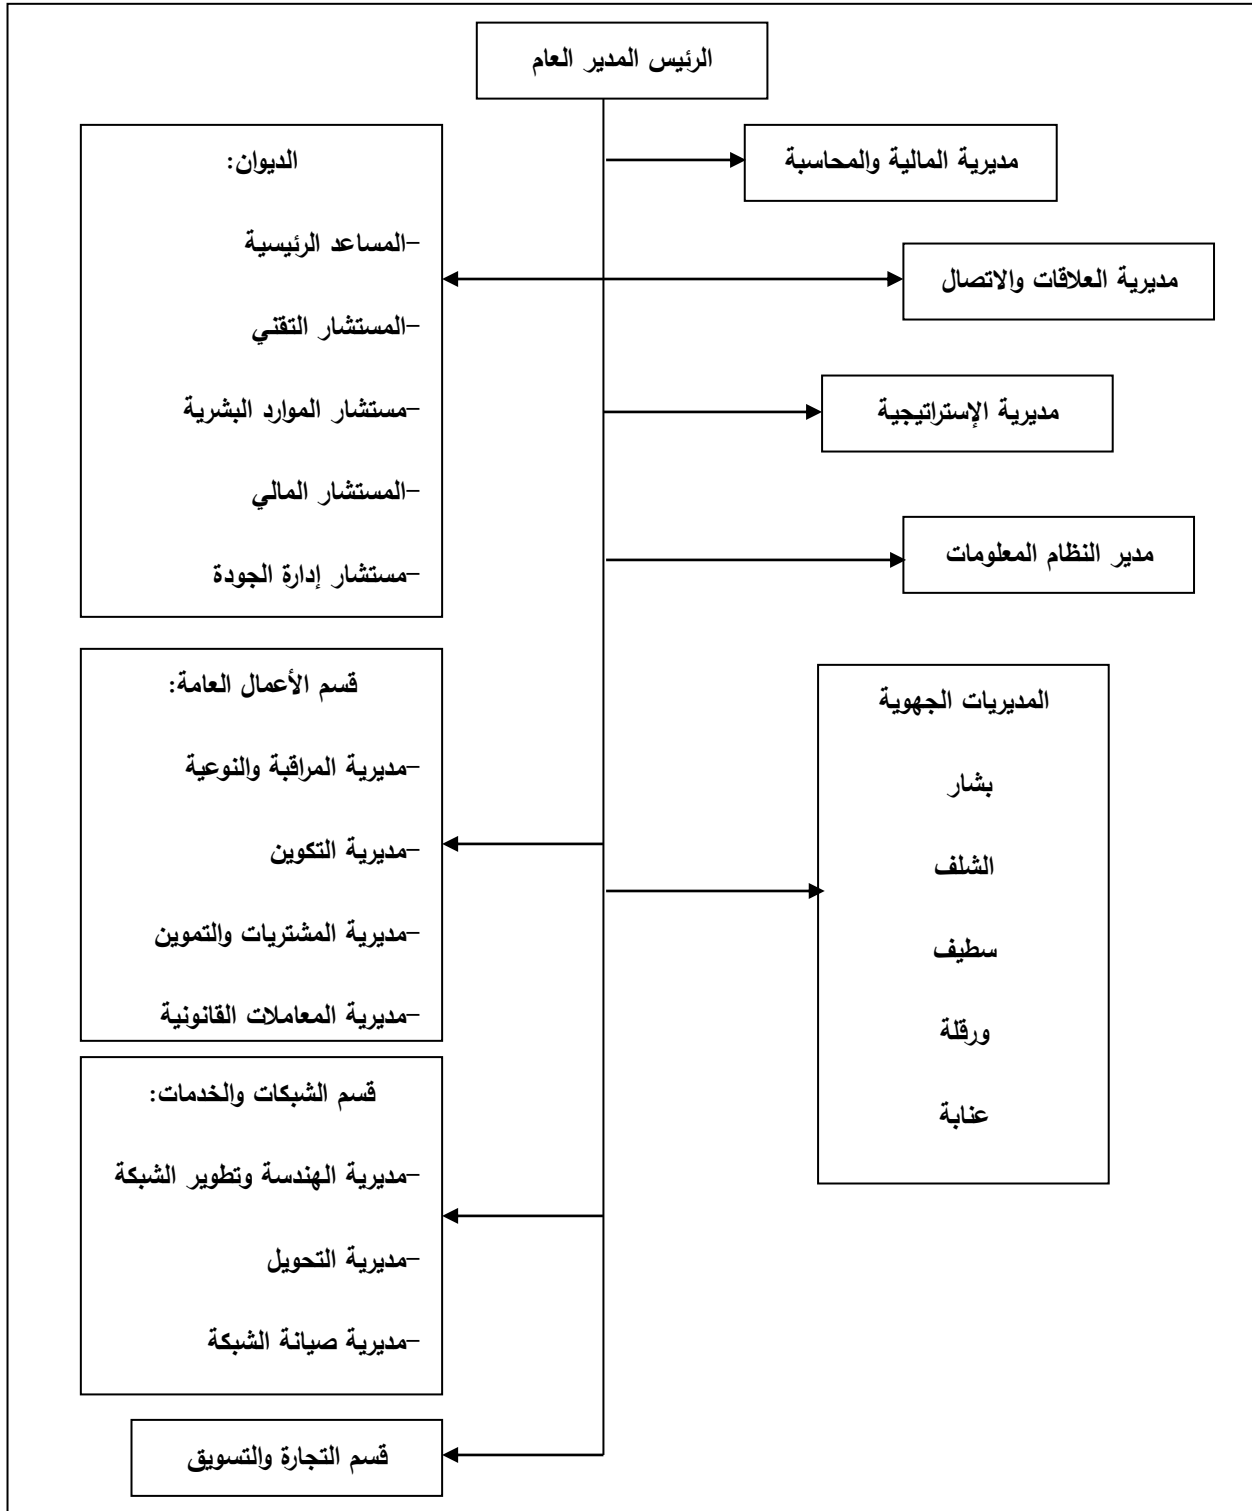 الرئيس المدير العام
مديرية المالية والمحاسبة
مديرية العلاقات والاتصال
مديرية الإستراتيجية
مدير النظام المعلومات
المديريات الجهوية
بشار
الشلف
سطيف
ورقلة
عنابة
الديوان:
-المساعد الرئيسية
-المستشار التقني
-مستشار الموارد البشرية
-المستشار المالي
-مستشار إدارة الجودة
قسم الأعمال العامة:
-مديرية المراقبة والنوعية
-مديرية التكوين
-مديرية المشتريات والتموين
-مديرية المعاملات القانونية
قسم الشبكات والخدمات:
-مديرية الهندسة وتطوير الشبكة
-مديرية التحويل
-مديرية صيانة الشبكة
قسم التجارة والتسويق